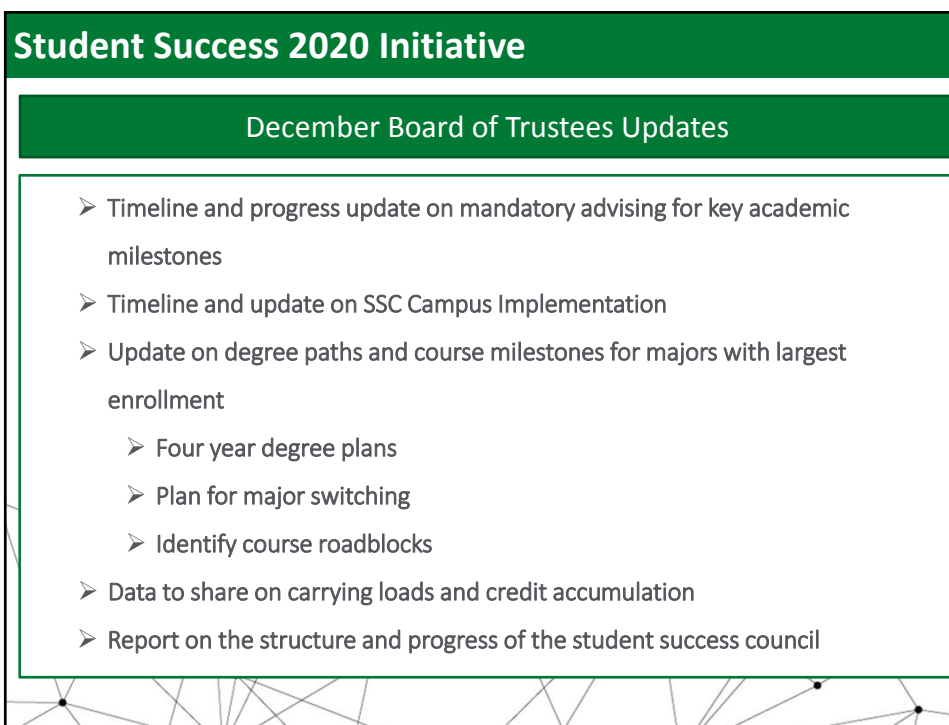 Student Success 2020 Initiative
December Board of Trustees Updates
➢ Timeline and progress update on mandatory advising for key academic
milestones
➢ Timeline and update on SSC Campus Implementation
➢ Update on degree paths and course milestones for majors with largest
enrollment
➢ Four year degree plans
➢ Plan for major switching
➢ Identify course roadblocks
➢ Data to share on carrying loads and credit accumulation
➢ Report on the structure and progress of the student success council